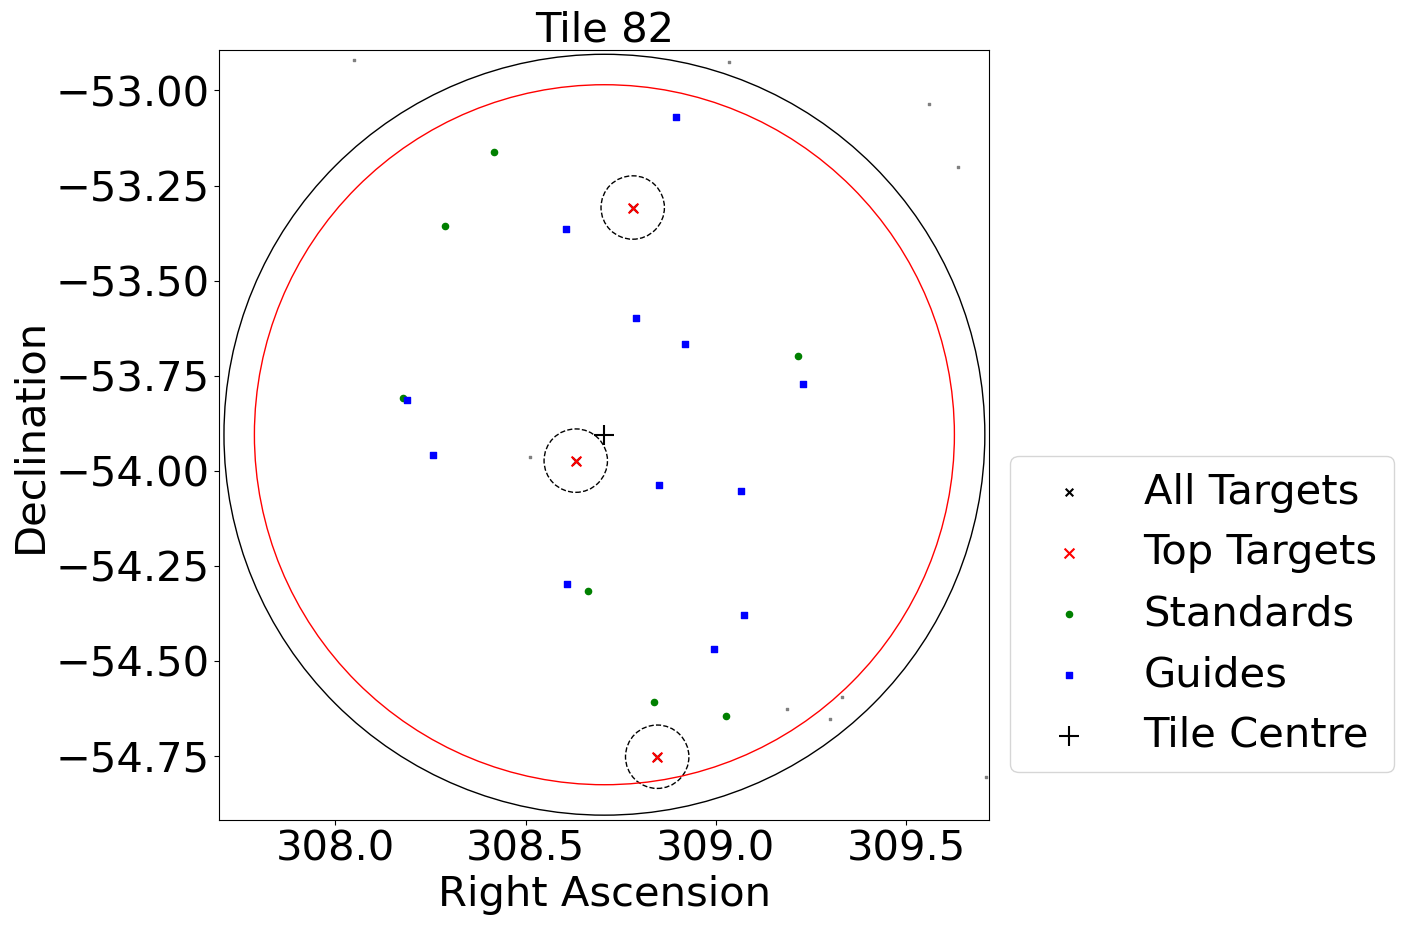 Tile 82
−53.00
−53.25
−53.50
−53.75
−54.00
−54.25
−54.50
−54.75
Declination
308.0 308.5 309.0 309.5
Right Ascension
All Targets
Top Targets
Standards
Guides
Tile Centre